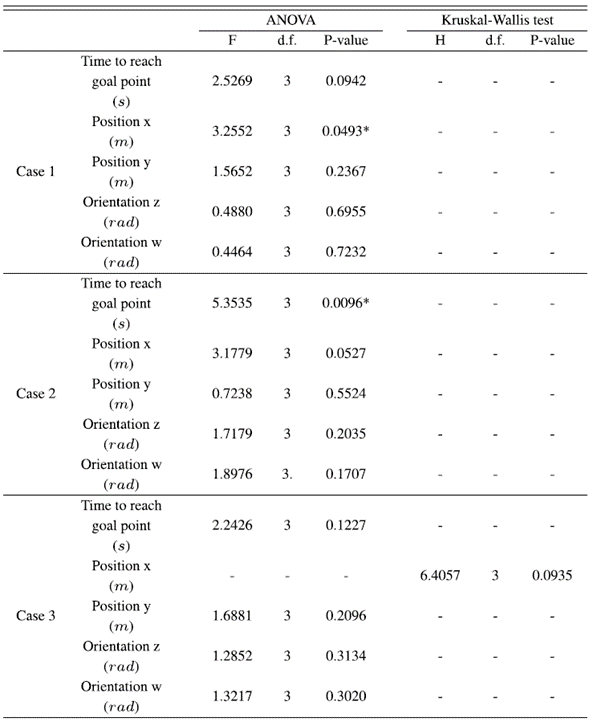 ANOVA Kruskal-Wallis test
F d.f. P-value H d.f. P-value
Time to reach
goal point 2.5269 3 0.0942 - - -
(s)
Position x
3.2552 3 0.0493* - - -
(m)
Case 1 Position y 1.5652 3 0.2367 - - -
(m)
Orientation z
0.4880 3 0.6955 - - -
(rad)
Orientation w
0.4464 3 0.7232 - - -
(rad)
Time to reach
goal point 5.3535 3 0.0096* - - -
(s)
Position x
3.1779 3 0.0527 - - -
(m)
Case 2 Position y 0.7238 3 0.5524 - - -
(m)
Orientation z
1.7179 3 0.2035 - - -
(rad)
Orientation w
1.8976 3. 0.1707 - - -
(rad)
Time to reach
goal point 2.2426 3 0.1227 - - -
(s)
Position x
- - - 6.4057 3 0.0935
(m)
Case 3 Position y 1.6881 3 0.2096 - - -
(m)
Orientation z
1.2852 3 0.3134 - - -
(rad)
Orientation w
1.3217 3 0.3020 - - -
(rad)